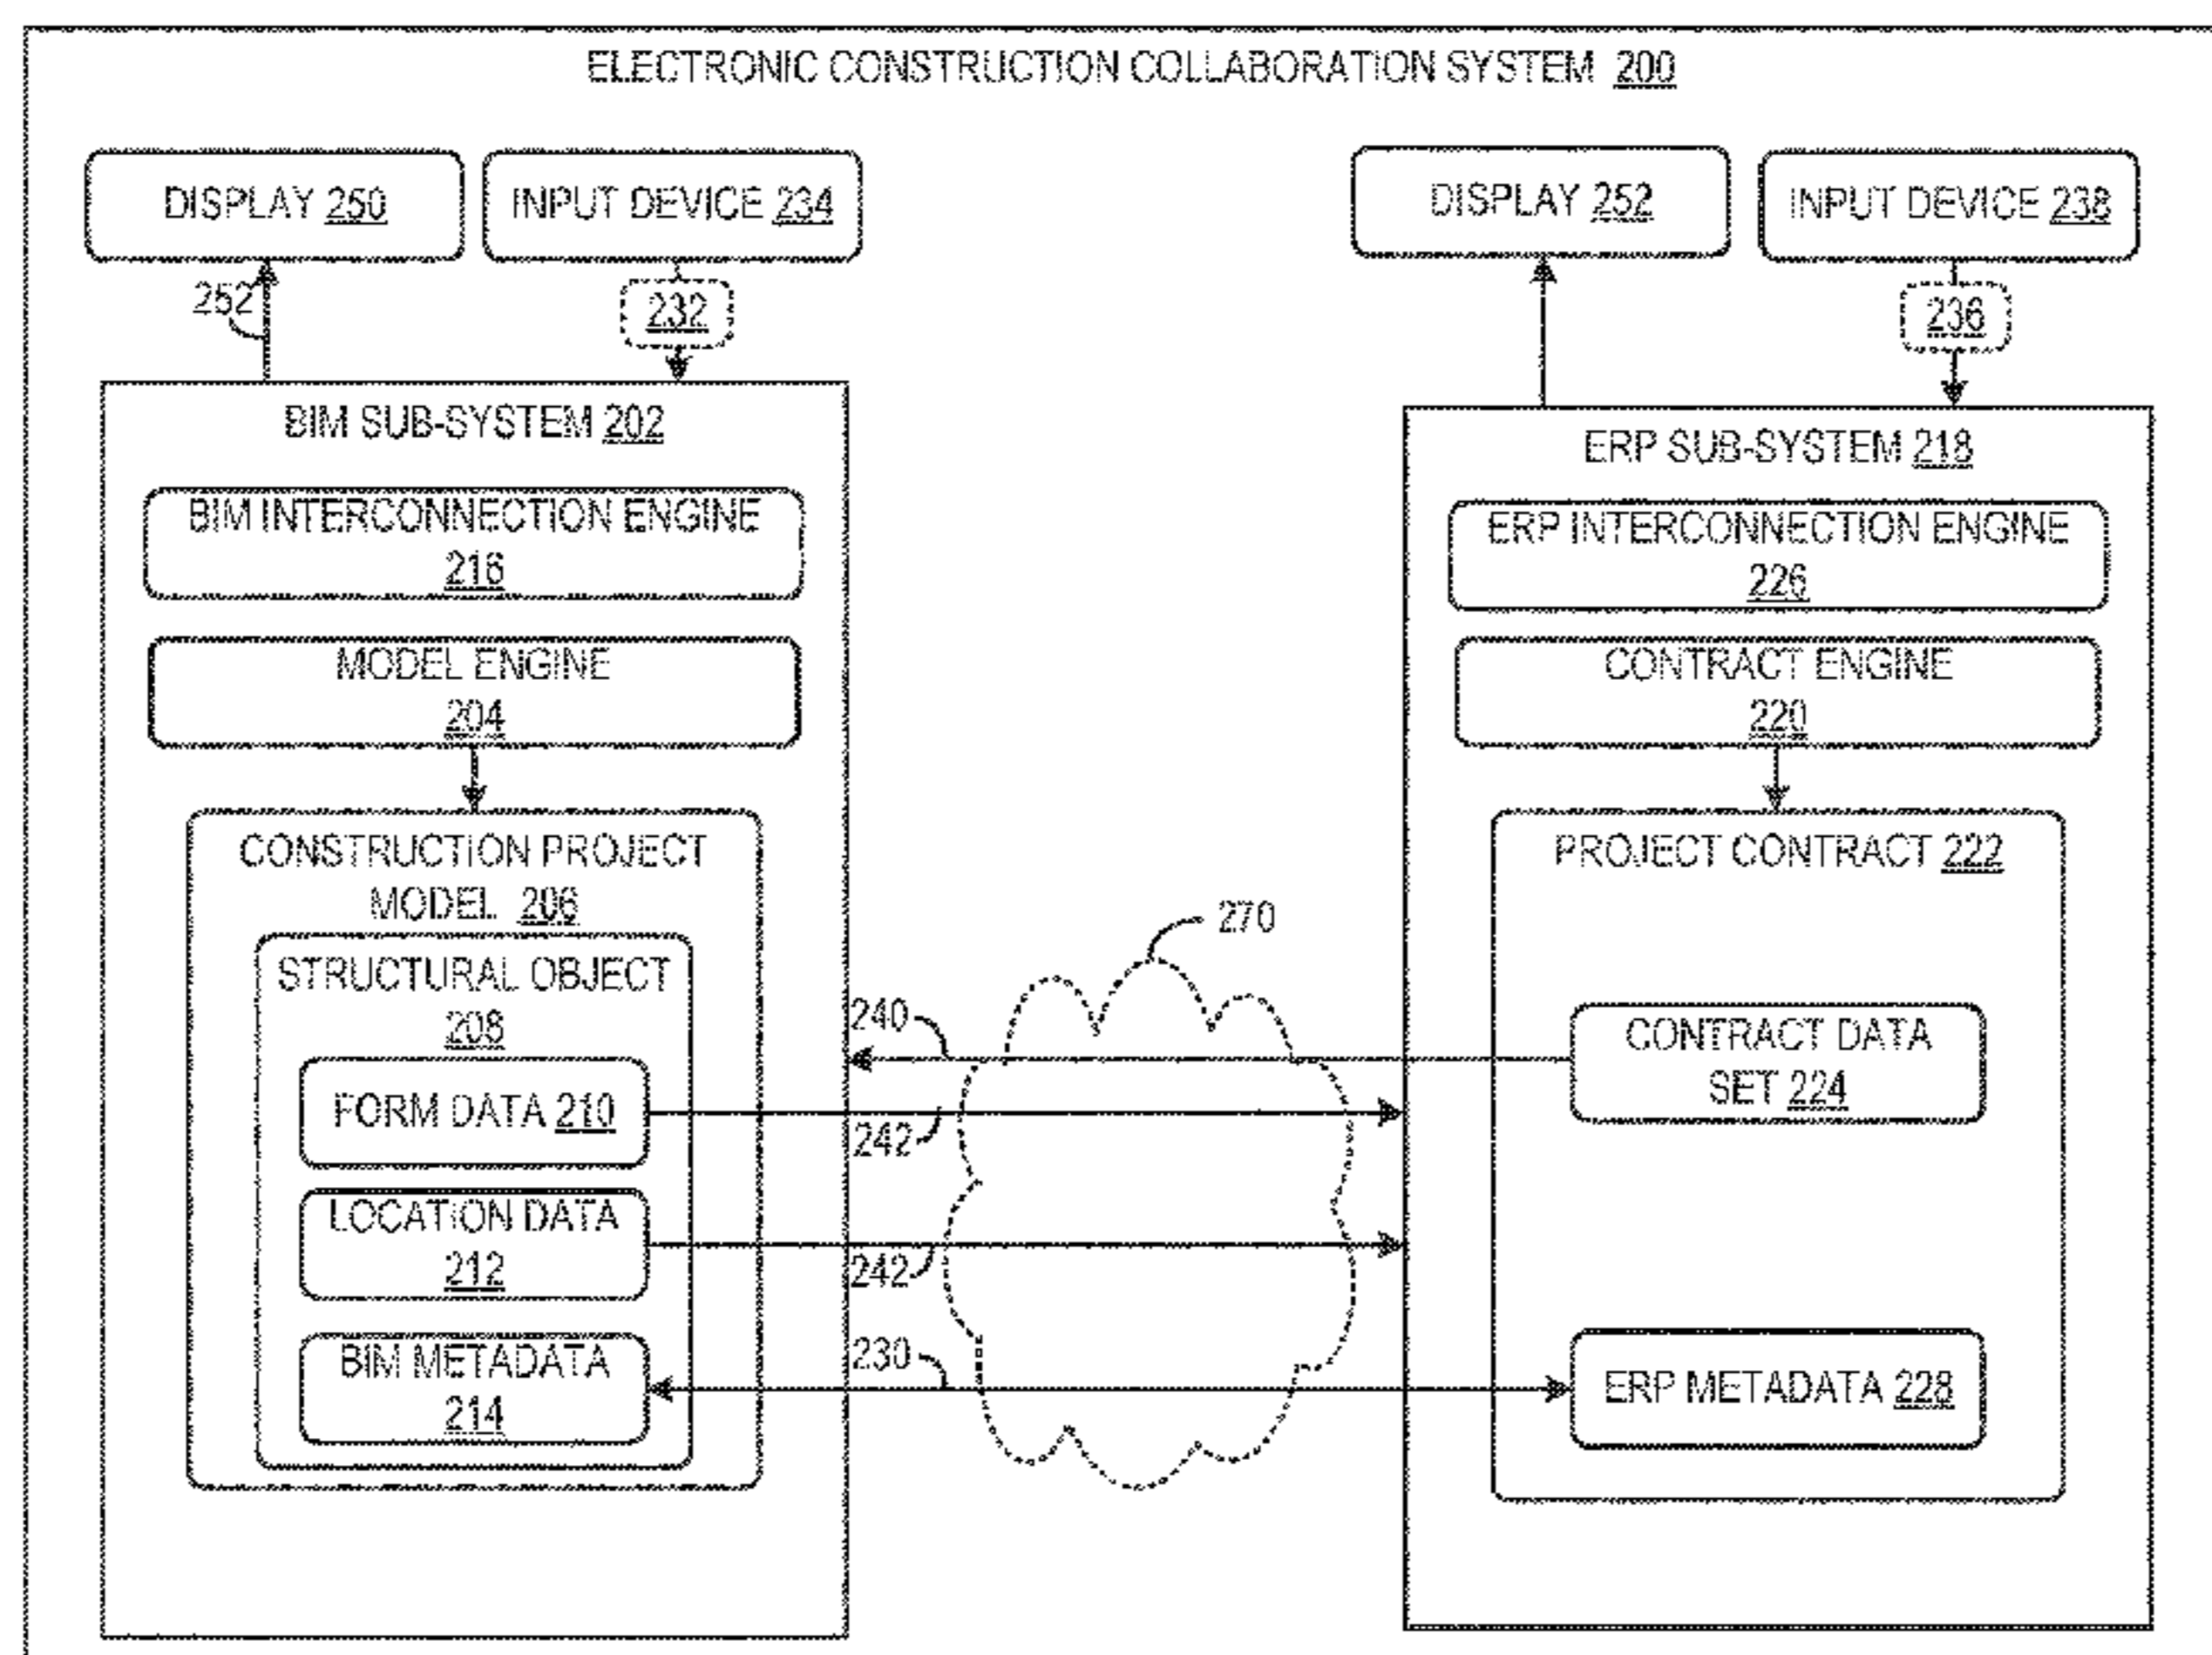 ELECTRONIC CONSTRUCTION COLLABORATION SYSTEM 200
DISPLAY 250
INPUT DEVICE 234
DISPLAY 252
INPUT DEVICE 238
252
232
236
BIM SUB-SYSTEM 202
BIM INTERCONNECTION ENGINE
216
MODEL ENGINE
204
CONSTRUCTION PROJECT
MODEL 206
STRUCTURAL OBJECT
208
FORM DATA 210
LOCATION DATA
212
BIM METADATA
214
240
242
242
230
270
ERP SUB-SYSTEM 218
ERP INTERCONNECTION ENGINE
226
CONTRACT ENGINE
220
PROJECT CONTRACT 222
CONTRACT DATA
SET 224
ERP METADATA 228